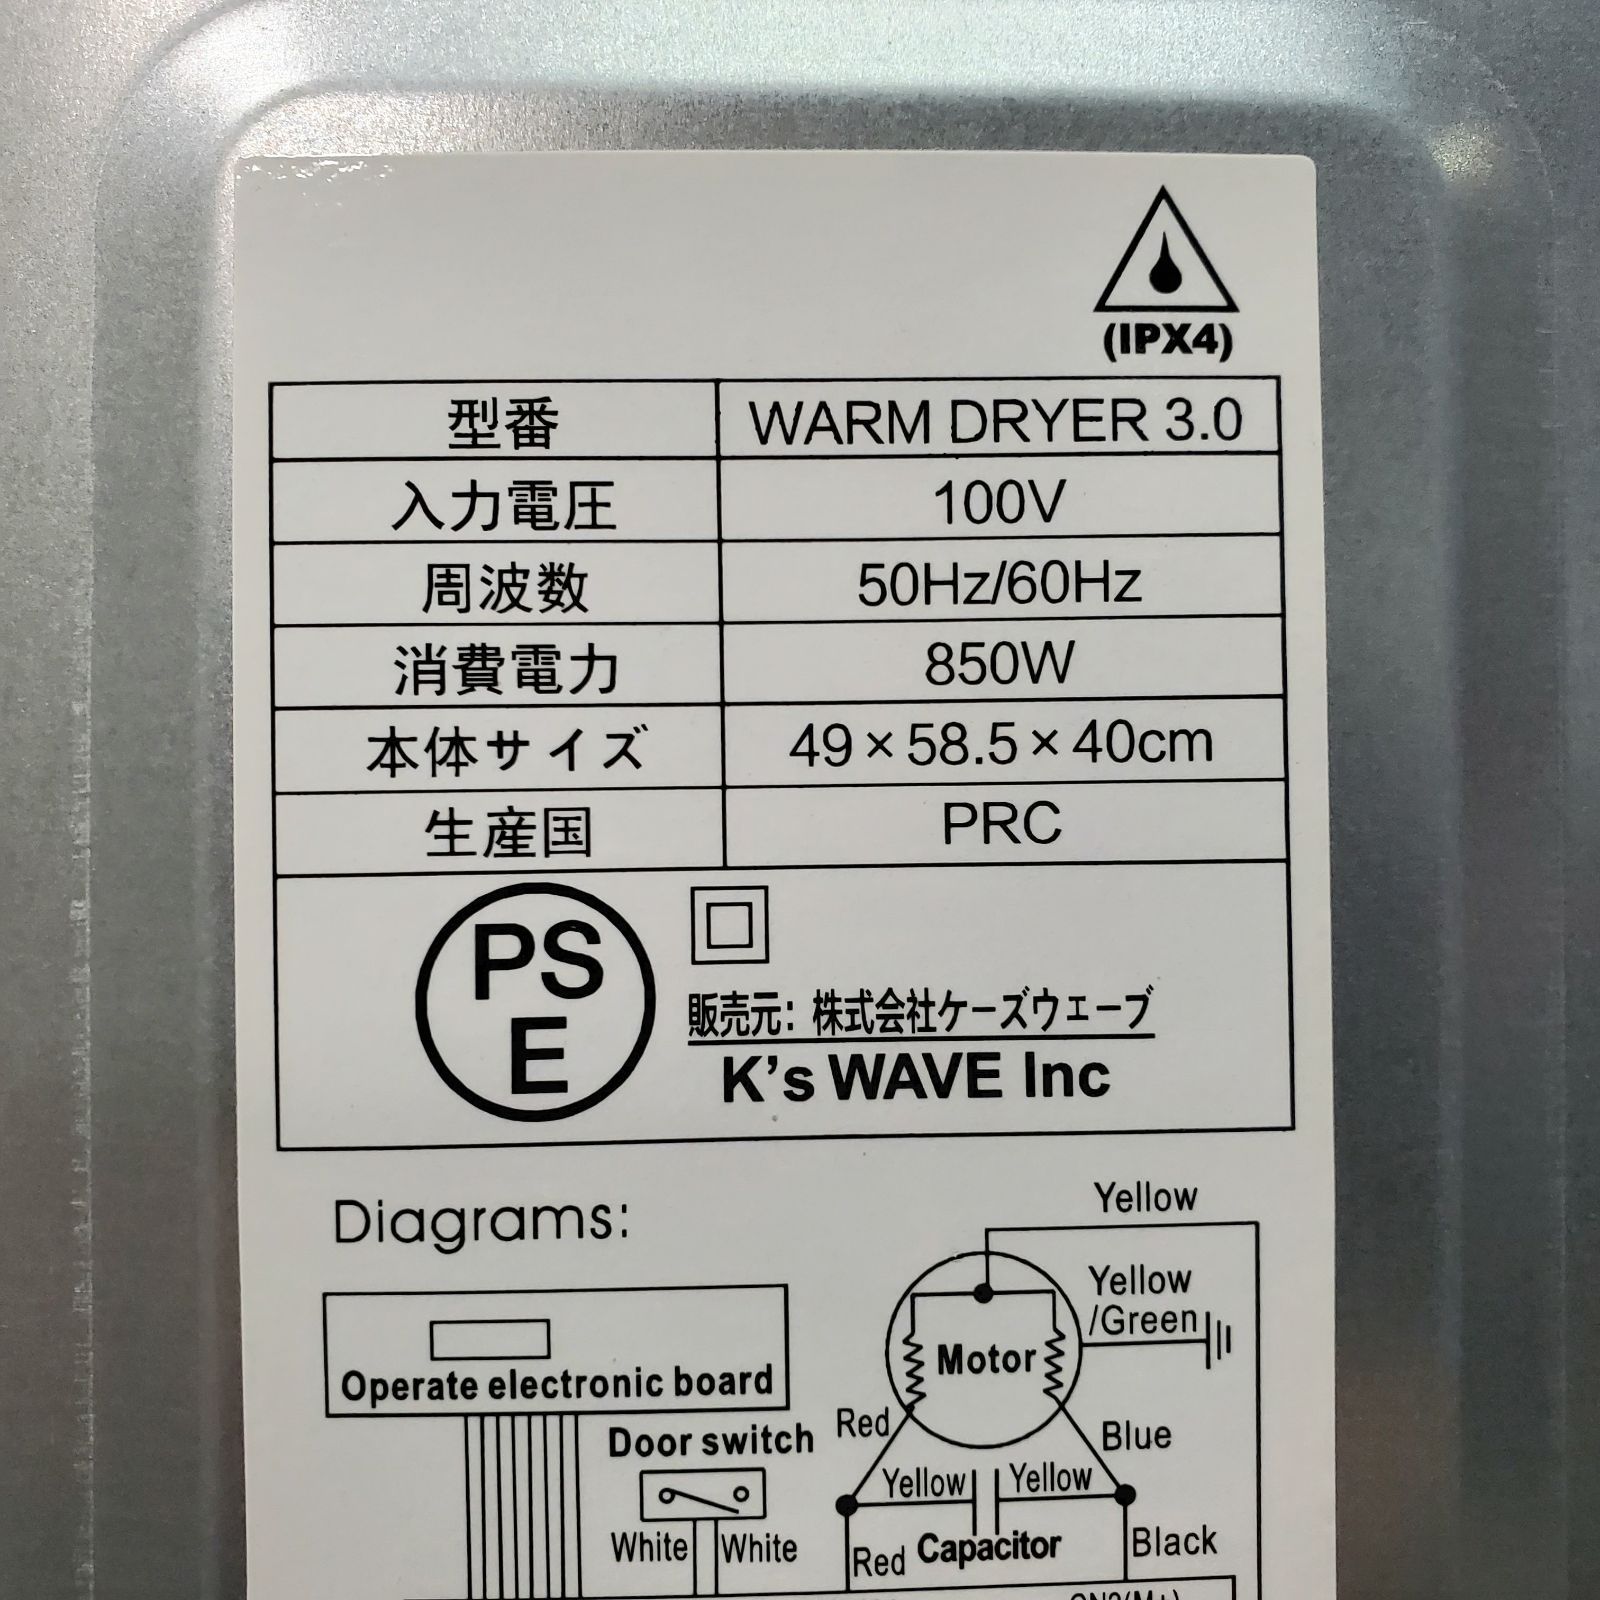 (IPX4)
型番 WARM DRYER 3.0
入力電圧 100V
周波数 50Hz/60Hz
消費電力 850W
本体サイズ 49×58.5×40cm
生産国 PRC
PS
E
販売元：株式会社ケーズウエーブ
K's WAVE Inc
Diagrams:
Yellow
Yellow
/Green
Motor
Operate electronic board
Red
Blue
Door switch
Yellow
Yellow
White
White
Red
Capacitor
Black